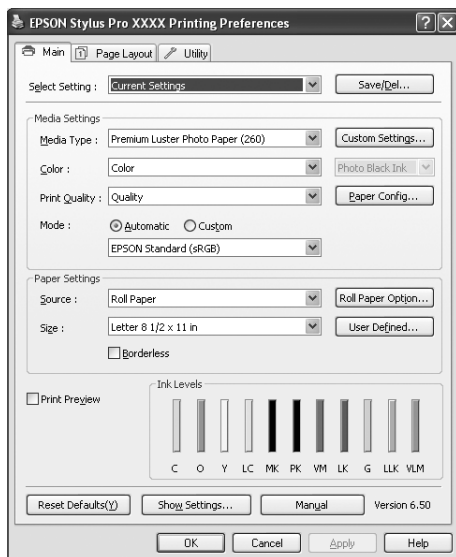 EPSON Stylus Pro XXXX Printing Preferences
Main Page Layout Utility
Select Setting : Current Settings Save/Del...
Media Settings
Media Type : Premium Luster Photo Paper (260) Custom Settings...
Color : Color Photo Black Ink
Print Quality : Quality Paper Config...
Mode : Automatic Custom
EPSON Standard (sRGB)
Paper Settings
Source : Roll Paper Roll Paper Option...
Size : Letter 8 1/2 x 11 in User Defined...
Borderless
Print Preview
Ink Levels
C O Y LC MK PK VM LK G LLK VLM
Reset Defaults(Y) Show Settings... Manual Version 6.50
OK Cancel Apply Help